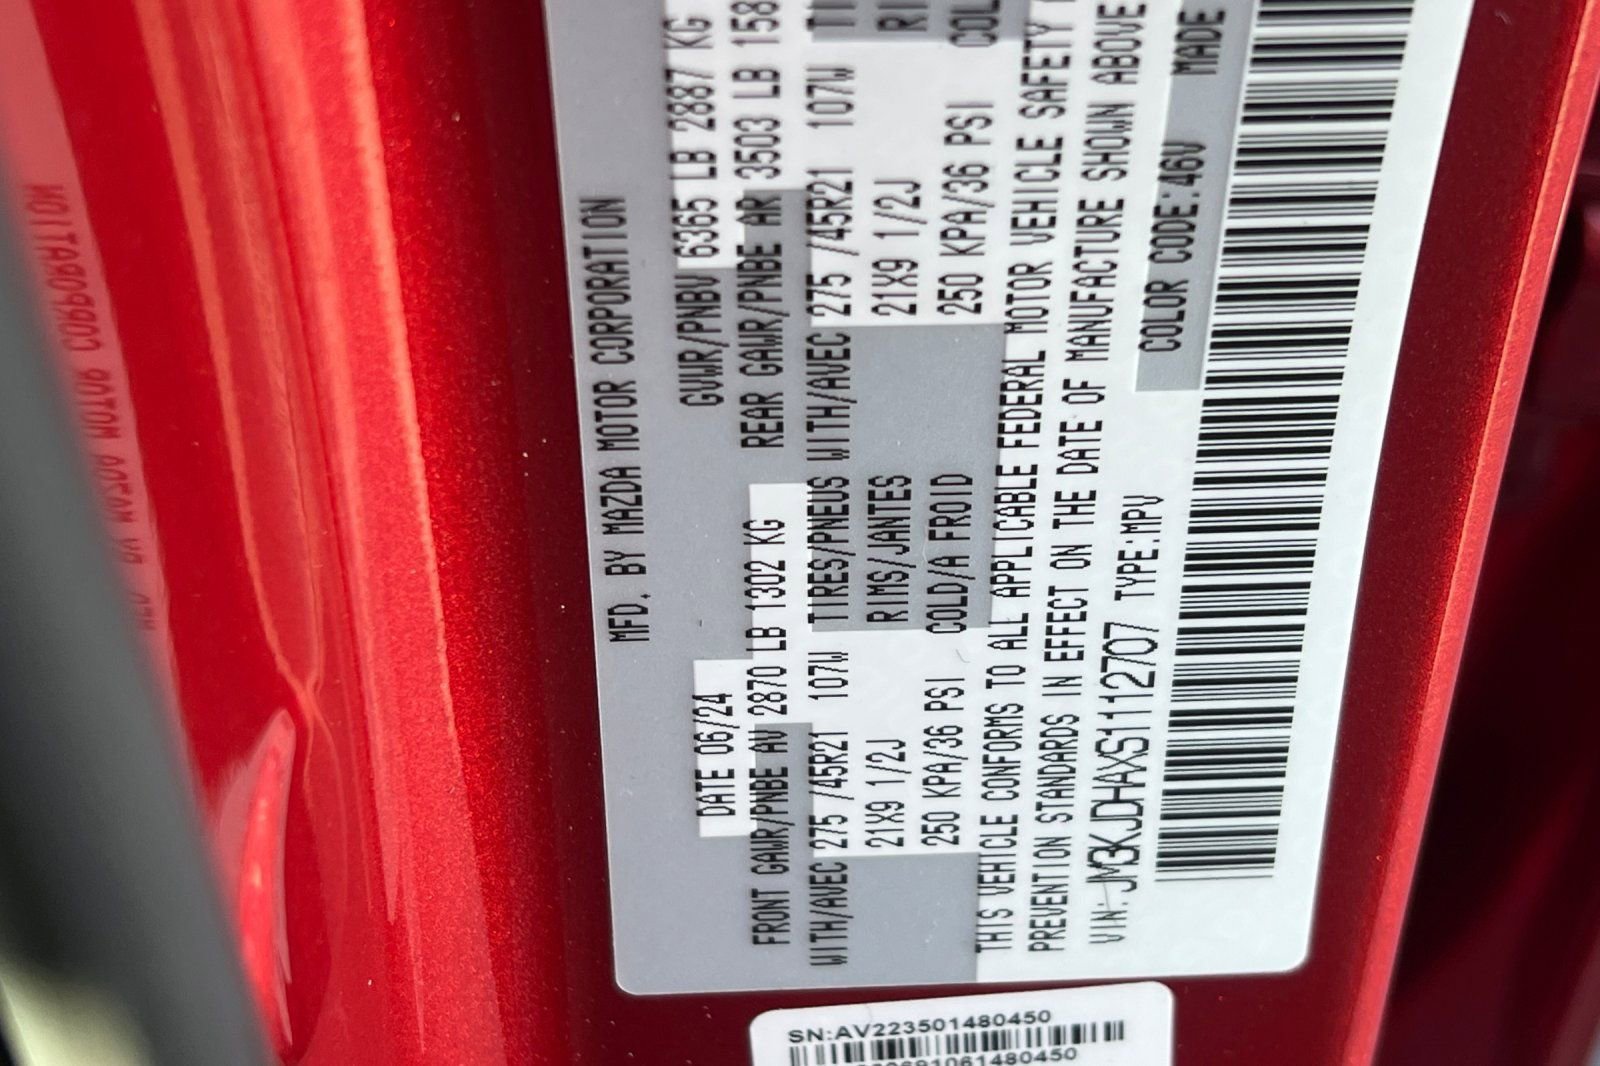 MFD. BY MAZDA MOTOR CORPORATION
DATE 06/24 GVWR/PNBV 6365 LB 2887 KG
FRONT GAWR/PNBE AV 2870 LB 1302 KG REAR GAWR/PNBE AR 3503 LB 158
WITH/AVEC 275 /45R21 107W TIRES/PNEUS WITH/AVEC 275 /45R21 107W
21X9 1/2J RIMS/JANTES 21X9 1/2J
250 KPA/36 PSI COLD/A FROID 250 KPA/36 PSI COL
THIS VEHICLE CONFORMS TO ALL APPLICABLE FEDERAL MOTOR VEHICLE SAFETY
PREVENTION STANDARDS IN EFFECT ON THE DATE OF MANUFACTURE SHOWN ABOVE
VIN: JM3KJDHAXS1112707 TYPE:MPV COLOR CODE:46V MADE
SN:AV223501480450